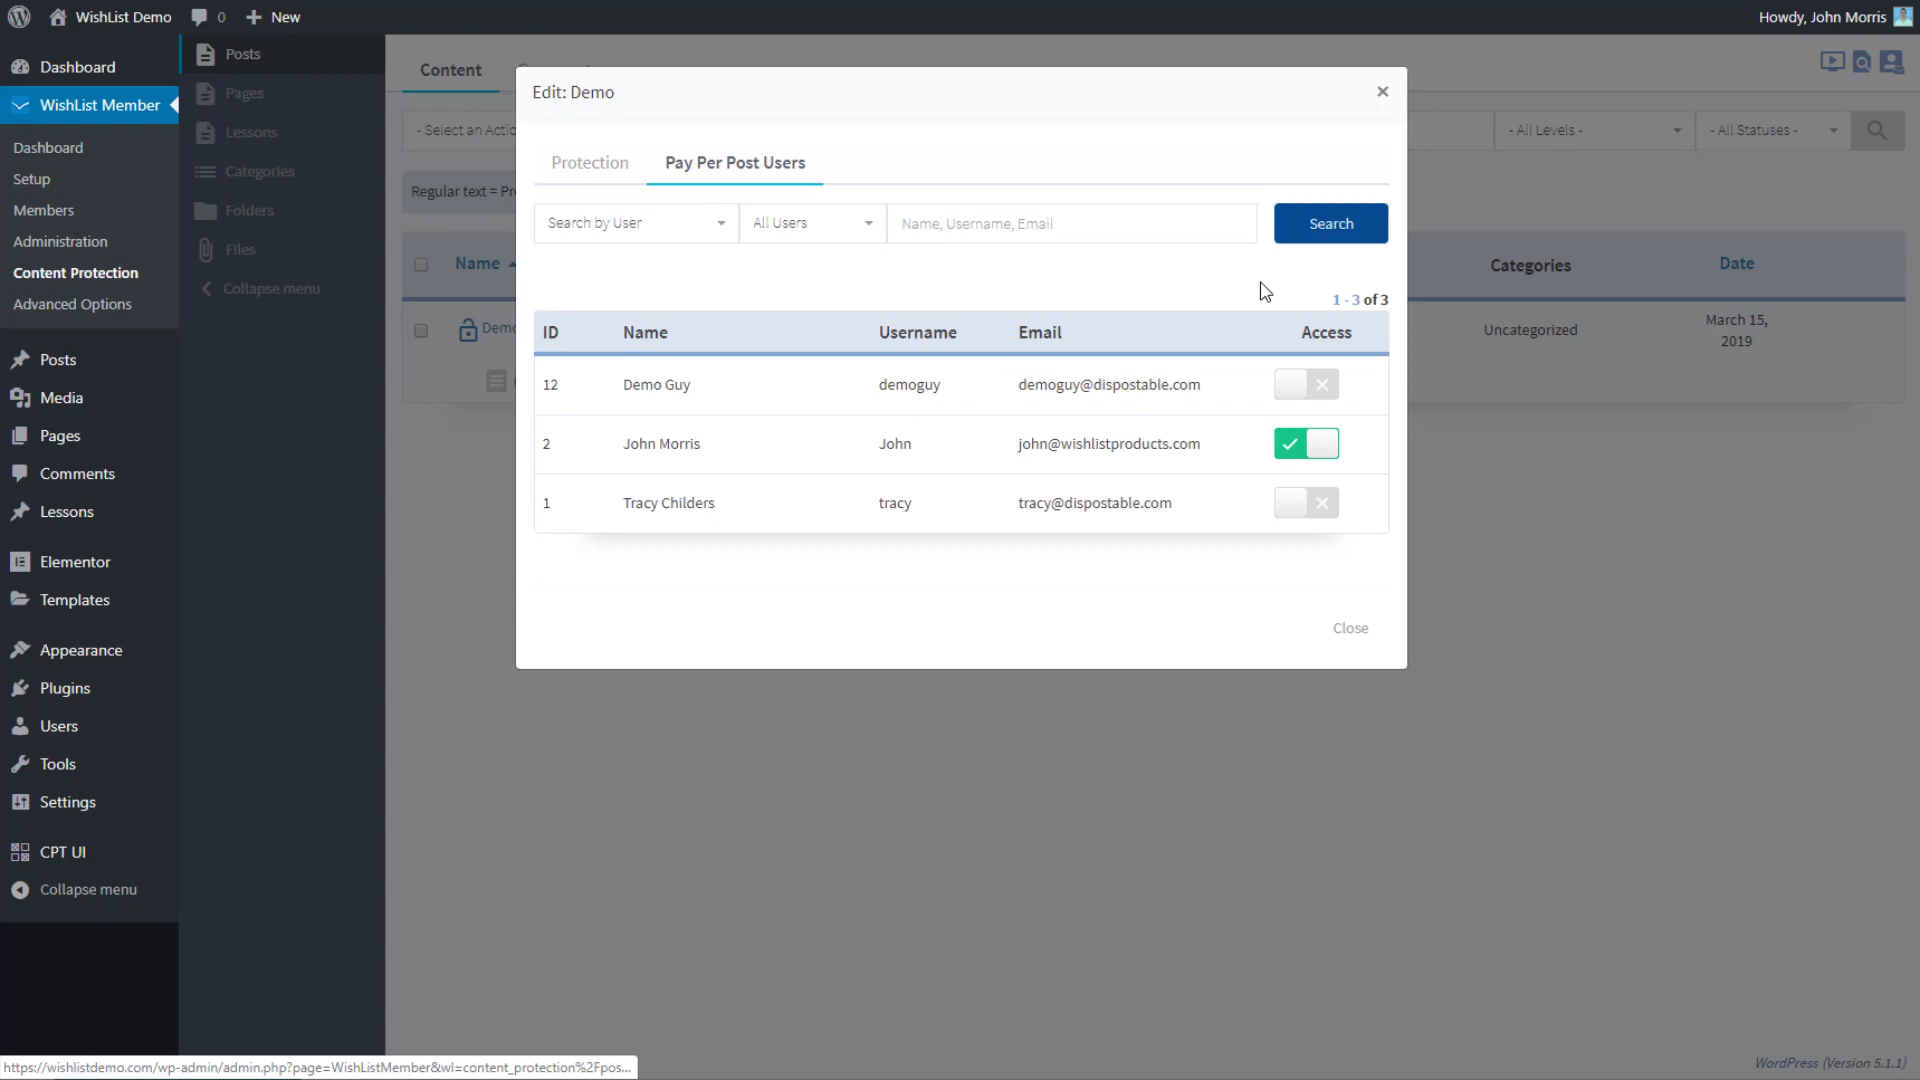 WishList Demo 0 New Howdy, John Morris
Dashboard
WishList Member
Dashboard
Setup
Members
Administration
Content Protection
Advanced Options
Posts
Media
Pages
Comments
Lessons
Elementor
Templates
Appearance
Plugins
Users
Tools
Settings
CPT UI
Collapse menu
Posts
Pages
Lessons
Categories
Folders
Files
Collapse menu
Content
- Select an Actio
- All Levels - - All Statuses -
Regular text = Pr
Name Categories Date
Demo Uncategorized March 15,
2019
Edit: Demo ×
Protection Pay Per Post Users
Search by User All Users Name, Username, Email Search
1 - 3 of 3
ID Name Username Email Access
12 Demo Guy demoguy demoguy@dispostable.com
2 John Morris John john@wishlistproducts.com
1 Tracy Childers tracy tracy@dispostable.com
Close
https://wishlistdemo.com/wp-admin/admin.php?page=WishListMember&wl=content_protection%2Fpos...
WordPress (Version 5.1.1)